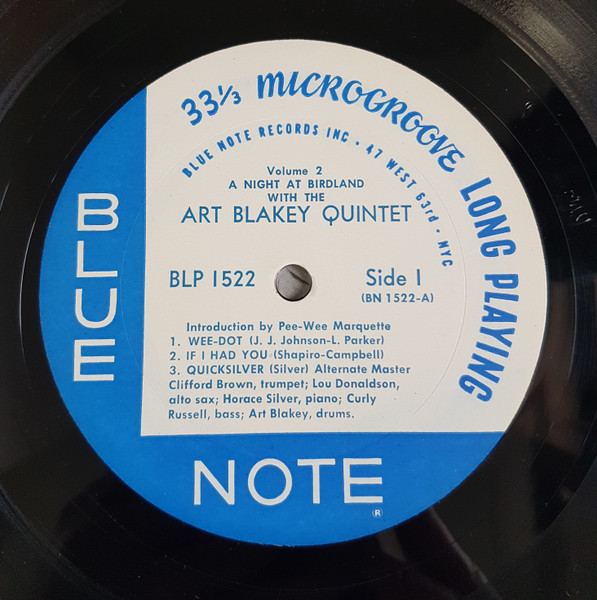 33⅓ MICROGROOVE LONG PLAYING
BLUE NOTE RECORDS INC · 47 WEST 63rd · NYC
Volume 2
A NIGHT AT BIRDLAND
WITH THE
ART BLAKEY QUINTET
BLP 1522
Side 1
(BN 1522-A)
Introduction by Pee-Wee Marquette
1. WEE-DOT (J. J. Johnson-L. Parker)
2. IF I HAD YOU (Shapiro-Campbell)
3. QUICKSILVER (Silver) Alternate Master
Clifford Brown, trumpet; Lou Donaldson,
alto sax; Horace Silver, piano; Curly
Russell, bass; Art Blakey, drums.
BLUE
NOTE
®